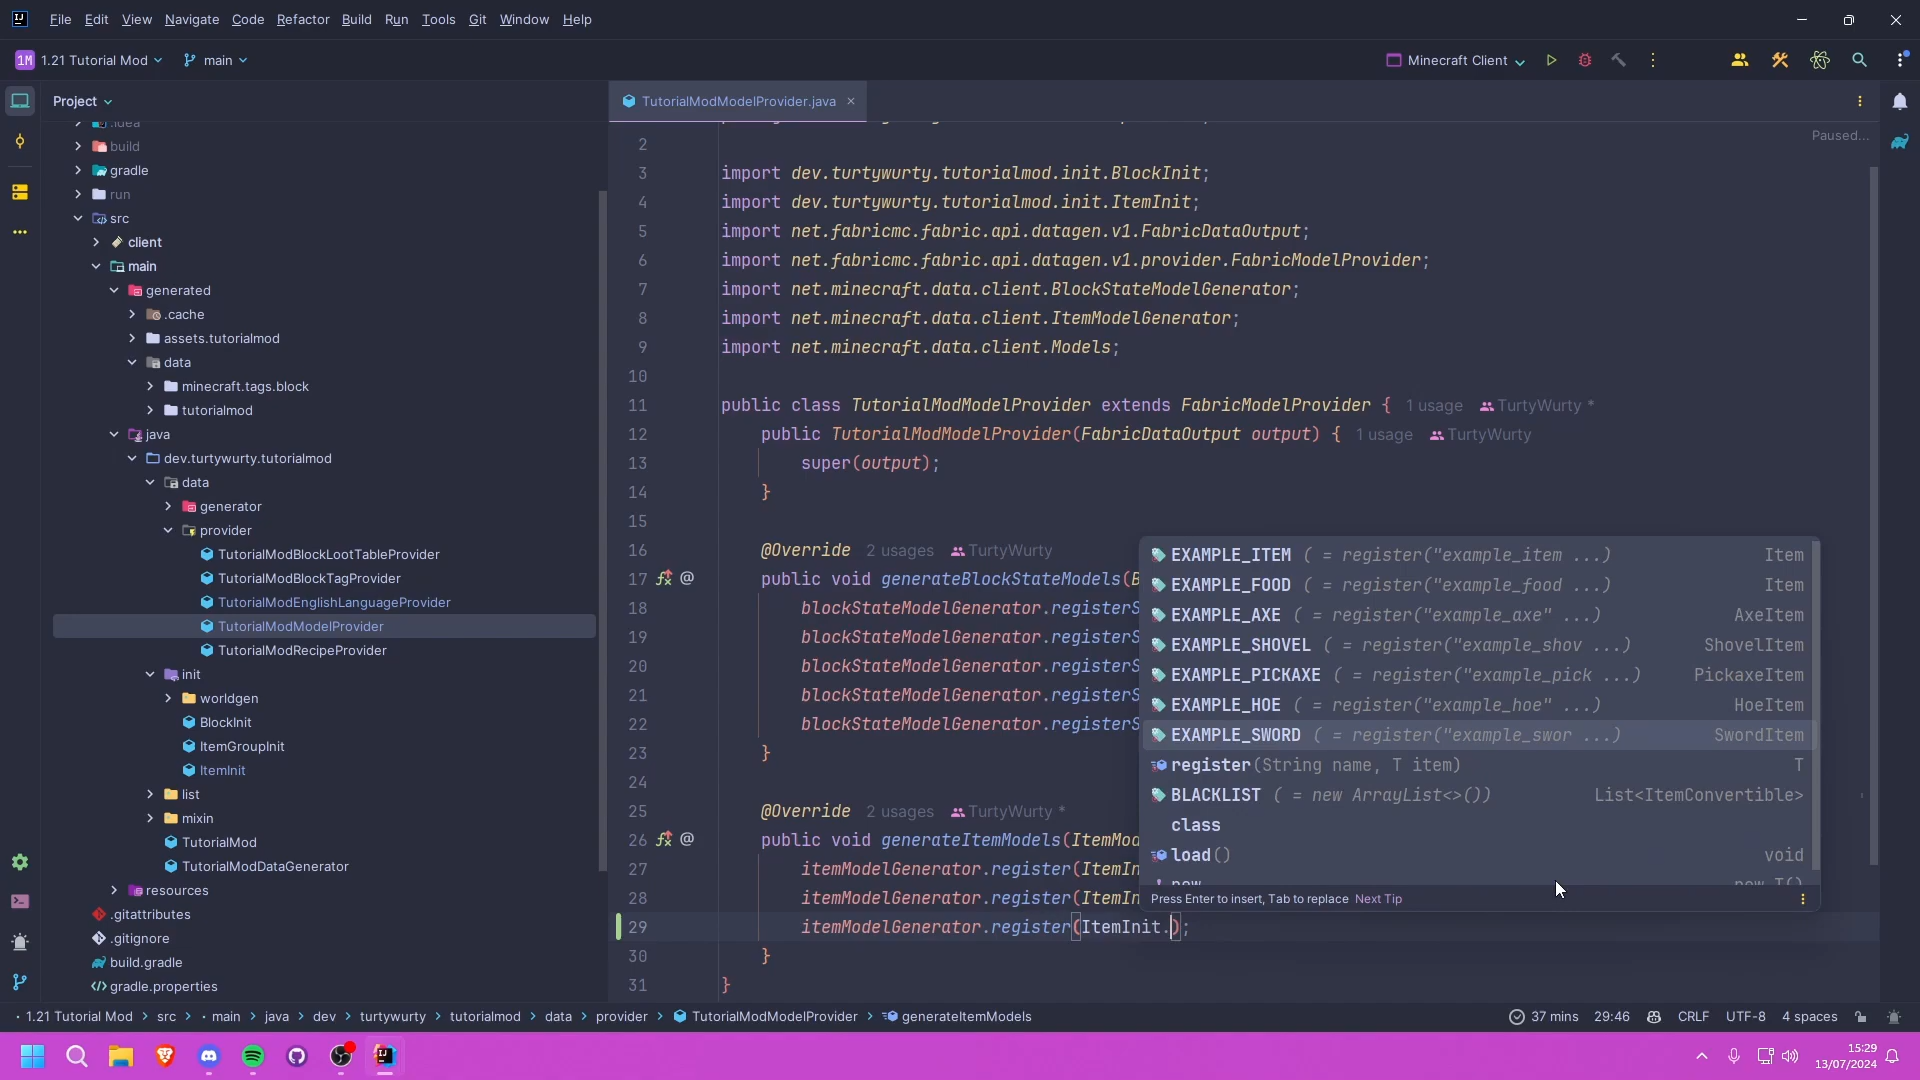 File Edit View Navigate Code Refactor Build Run Tools Git Window Help
1M 1.21 Tutorial Mod main Minecraft Client
Project
TutorialModModelProvider.java
Paused...
.idea
build
gradle
run
src
client
main
generated
.cache
assets.tutorialmod
data
minecraft.tags.block
tutorialmod
java
dev.turtywurty.tutorialmod
data
generator
provider
TutorialModBlockLootTableProvider
TutorialModBlockTagProvider
TutorialModEnglishLanguageProvider
TutorialModModelProvider
TutorialModRecipeProvider
init
worldgen
BlockInit
ItemGroupInit
ItemInit
list
mixin
TutorialMod
TutorialModDataGenerator
resources
.gitattributes
.gitignore
build.gradle
gradle.properties
2
3 import dev.turtywurty.tutorialmod.init.BlockInit;
4 import dev.turtywurty.tutorialmod.init.ItemInit;
5 import net.fabricmc.fabric.api.datagen.v1.FabricDataOutput;
6 import net.fabricmc.fabric.api.datagen.v1.provider.FabricModelProvider;
7 import net.minecraft.data.client.BlockStateModelGenerator;
8 import net.minecraft.data.client.ItemModelGenerator;
9 import net.minecraft.data.client.Models;
10
11 public class TutorialModModelProvider extends FabricModelProvider { 1 usage TurtyWurty *
12 public TutorialModModelProvider(FabricDataOutput output) { 1 usage TurtyWurty
13 super(output);
14 }
15
16 @Override 2 usages TurtyWurty
17 public void generateBlockStateModels(B
18 blockStateModelGenerator.registerS
19 blockStateModelGenerator.registerS
20 blockStateModelGenerator.registerS
21 blockStateModelGenerator.registerS
22 blockStateModelGenerator.registerS
23 }
24
25 @Override 2 usages TurtyWurty *
26 public void generateItemModels(ItemMod
27 itemModelGenerator.register(ItemIn
28 itemModelGenerator.register(ItemIn
29 itemModelGenerator.register(ItemInit.);
30 }
31 }
EXAMPLE_ITEM ( = register("example_item ...) Item
EXAMPLE_FOOD ( = register("example_food ...) Item
EXAMPLE_AXE ( = register("example_axe" ...) AxeItem
EXAMPLE_SHOVEL ( = register("example_shov ...) ShovelItem
EXAMPLE_PICKAXE ( = register("example_pick ...) PickaxeItem
EXAMPLE_HOE ( = register("example_hoe" ...) HoeItem
EXAMPLE_SWORD ( = register("example_swor ...) SwordItem
register(String name, T item) T
BLACKLIST ( = new ArrayList<>()) List<ItemConvertible>
class
load() void
new new T()
Press Enter to insert, Tab to replace Next Tip
1.21 Tutorial Mod > src > main > java > dev > turtywurty > tutorialmod > data > provider > TutorialModModelProvider > generateItemModels 37 mins 29:46 CRLF UTF-8 4 spaces
15:29
13/07/2024